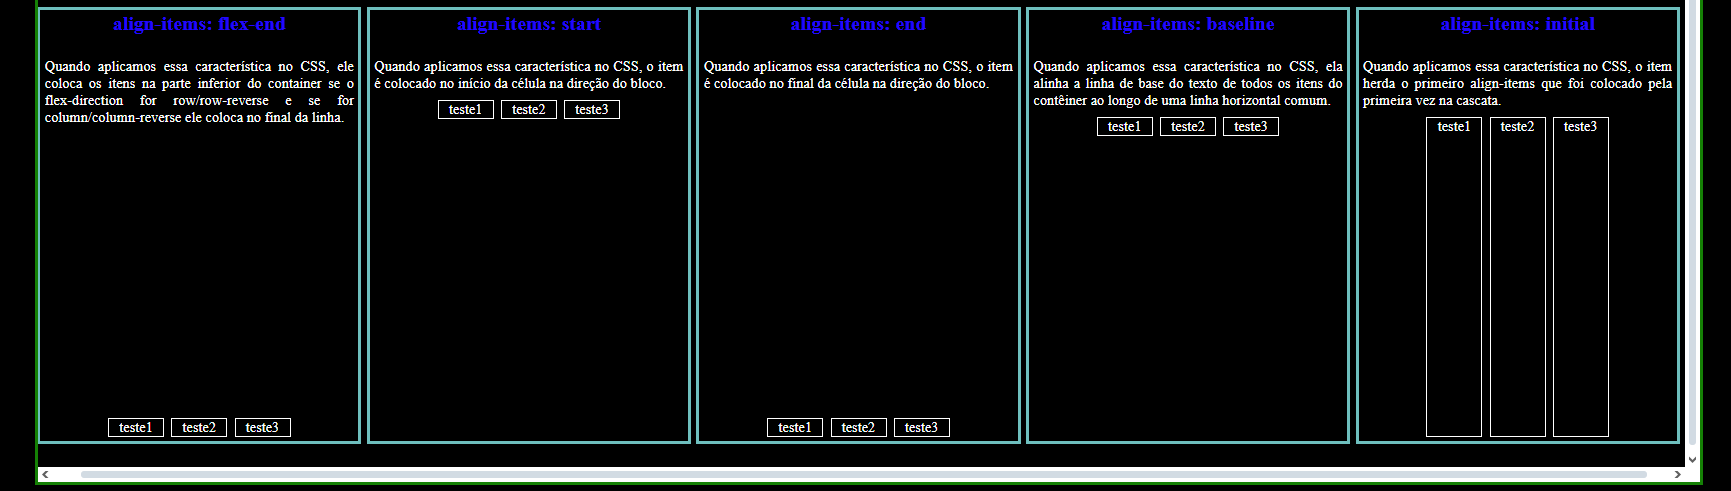 align-items: flex-end
Quando aplicamos essa característica no CSS, ele
coloca os itens na parte inferior do container se o
flex-direction for row/row-reverse e se for
column/column-reverse ele coloca no final da linha.
teste1 teste2 teste3
align-items: start
Quando aplicamos essa característica no CSS, o item
é colocado no início da célula na direção do bloco.
teste1 teste2 teste3
align-items: end
Quando aplicamos essa característica no CSS, o item
é colocado no final da célula na direção do bloco.
teste1 teste2 teste3
align-items: baseline
Quando aplicamos essa característica no CSS, ela
alinha a linha de base do texto de todos os itens do
contêiner ao longo de uma linha horizontal comum.
teste1 teste2 teste3
align-items: initial
Quando aplicamos essa característica no CSS, o item
herda o primeiro align-items que foi colocado pela
primeira vez na cascata.
teste1 teste2 teste3